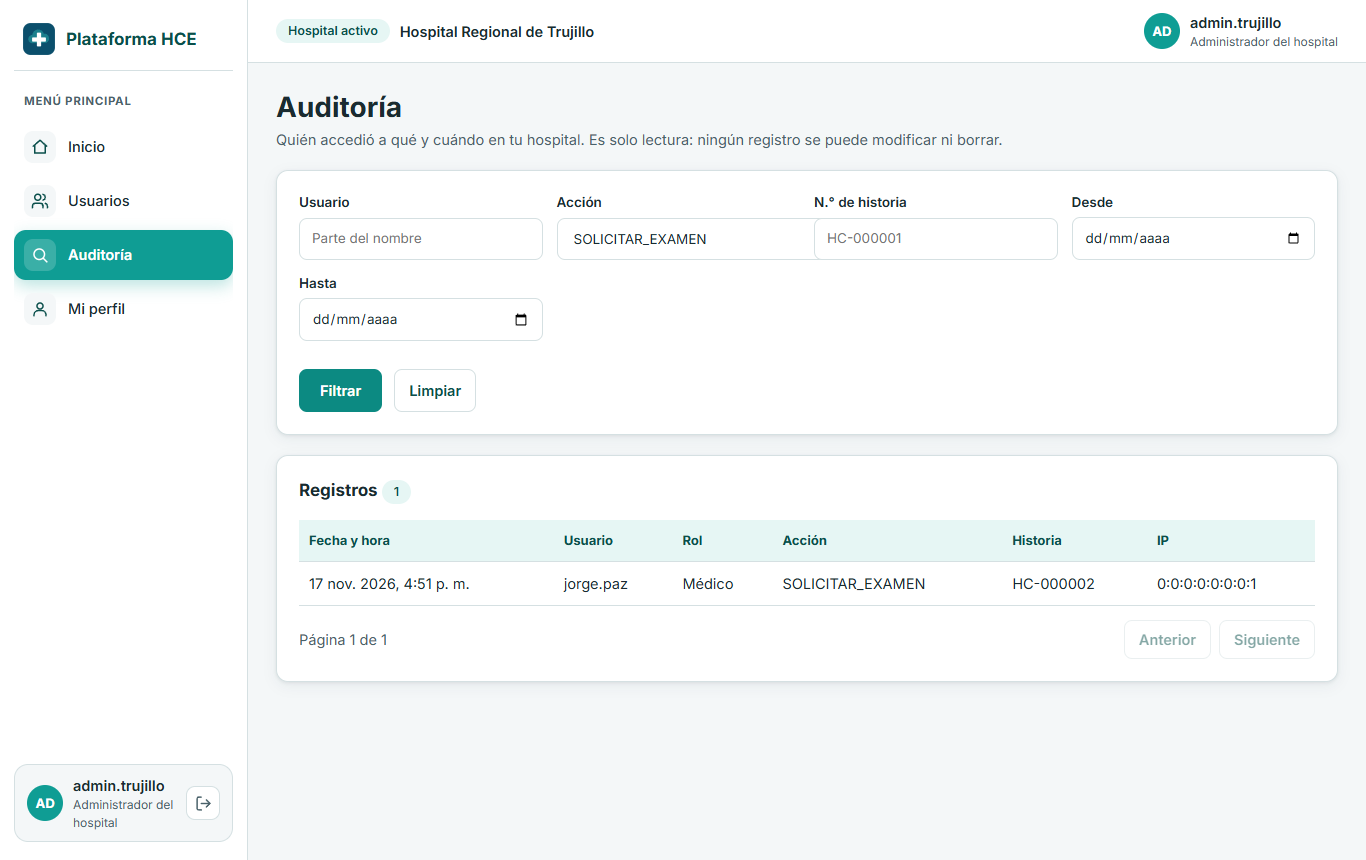 Plataforma HCE
Hospital activo Hospital Regional de Trujillo
AD admin.trujillo
Administrador del hospital
MENÚ PRINCIPAL
Inicio
Usuarios
Auditoría
Mi perfil
Auditoría
Quién accedió a qué y cuándo en tu hospital. Es solo lectura: ningún registro se puede modificar ni borrar.
Usuario Acción N.° de historia Desde
Parte del nombre SOLICITAR_EXAMEN HC-000001 dd/mm/aaaa
Hasta
dd/mm/aaaa
Filtrar Limpiar
Registros 1
Fecha y hora Usuario Rol Acción Historia IP
17 nov. 2026, 4:51 p. m. jorge.paz Médico SOLICITAR_EXAMEN HC-000002 0:0:0:0:0:0:0:1
Página 1 de 1 Anterior Siguiente
AD admin.trujillo
Administrador del
hospital